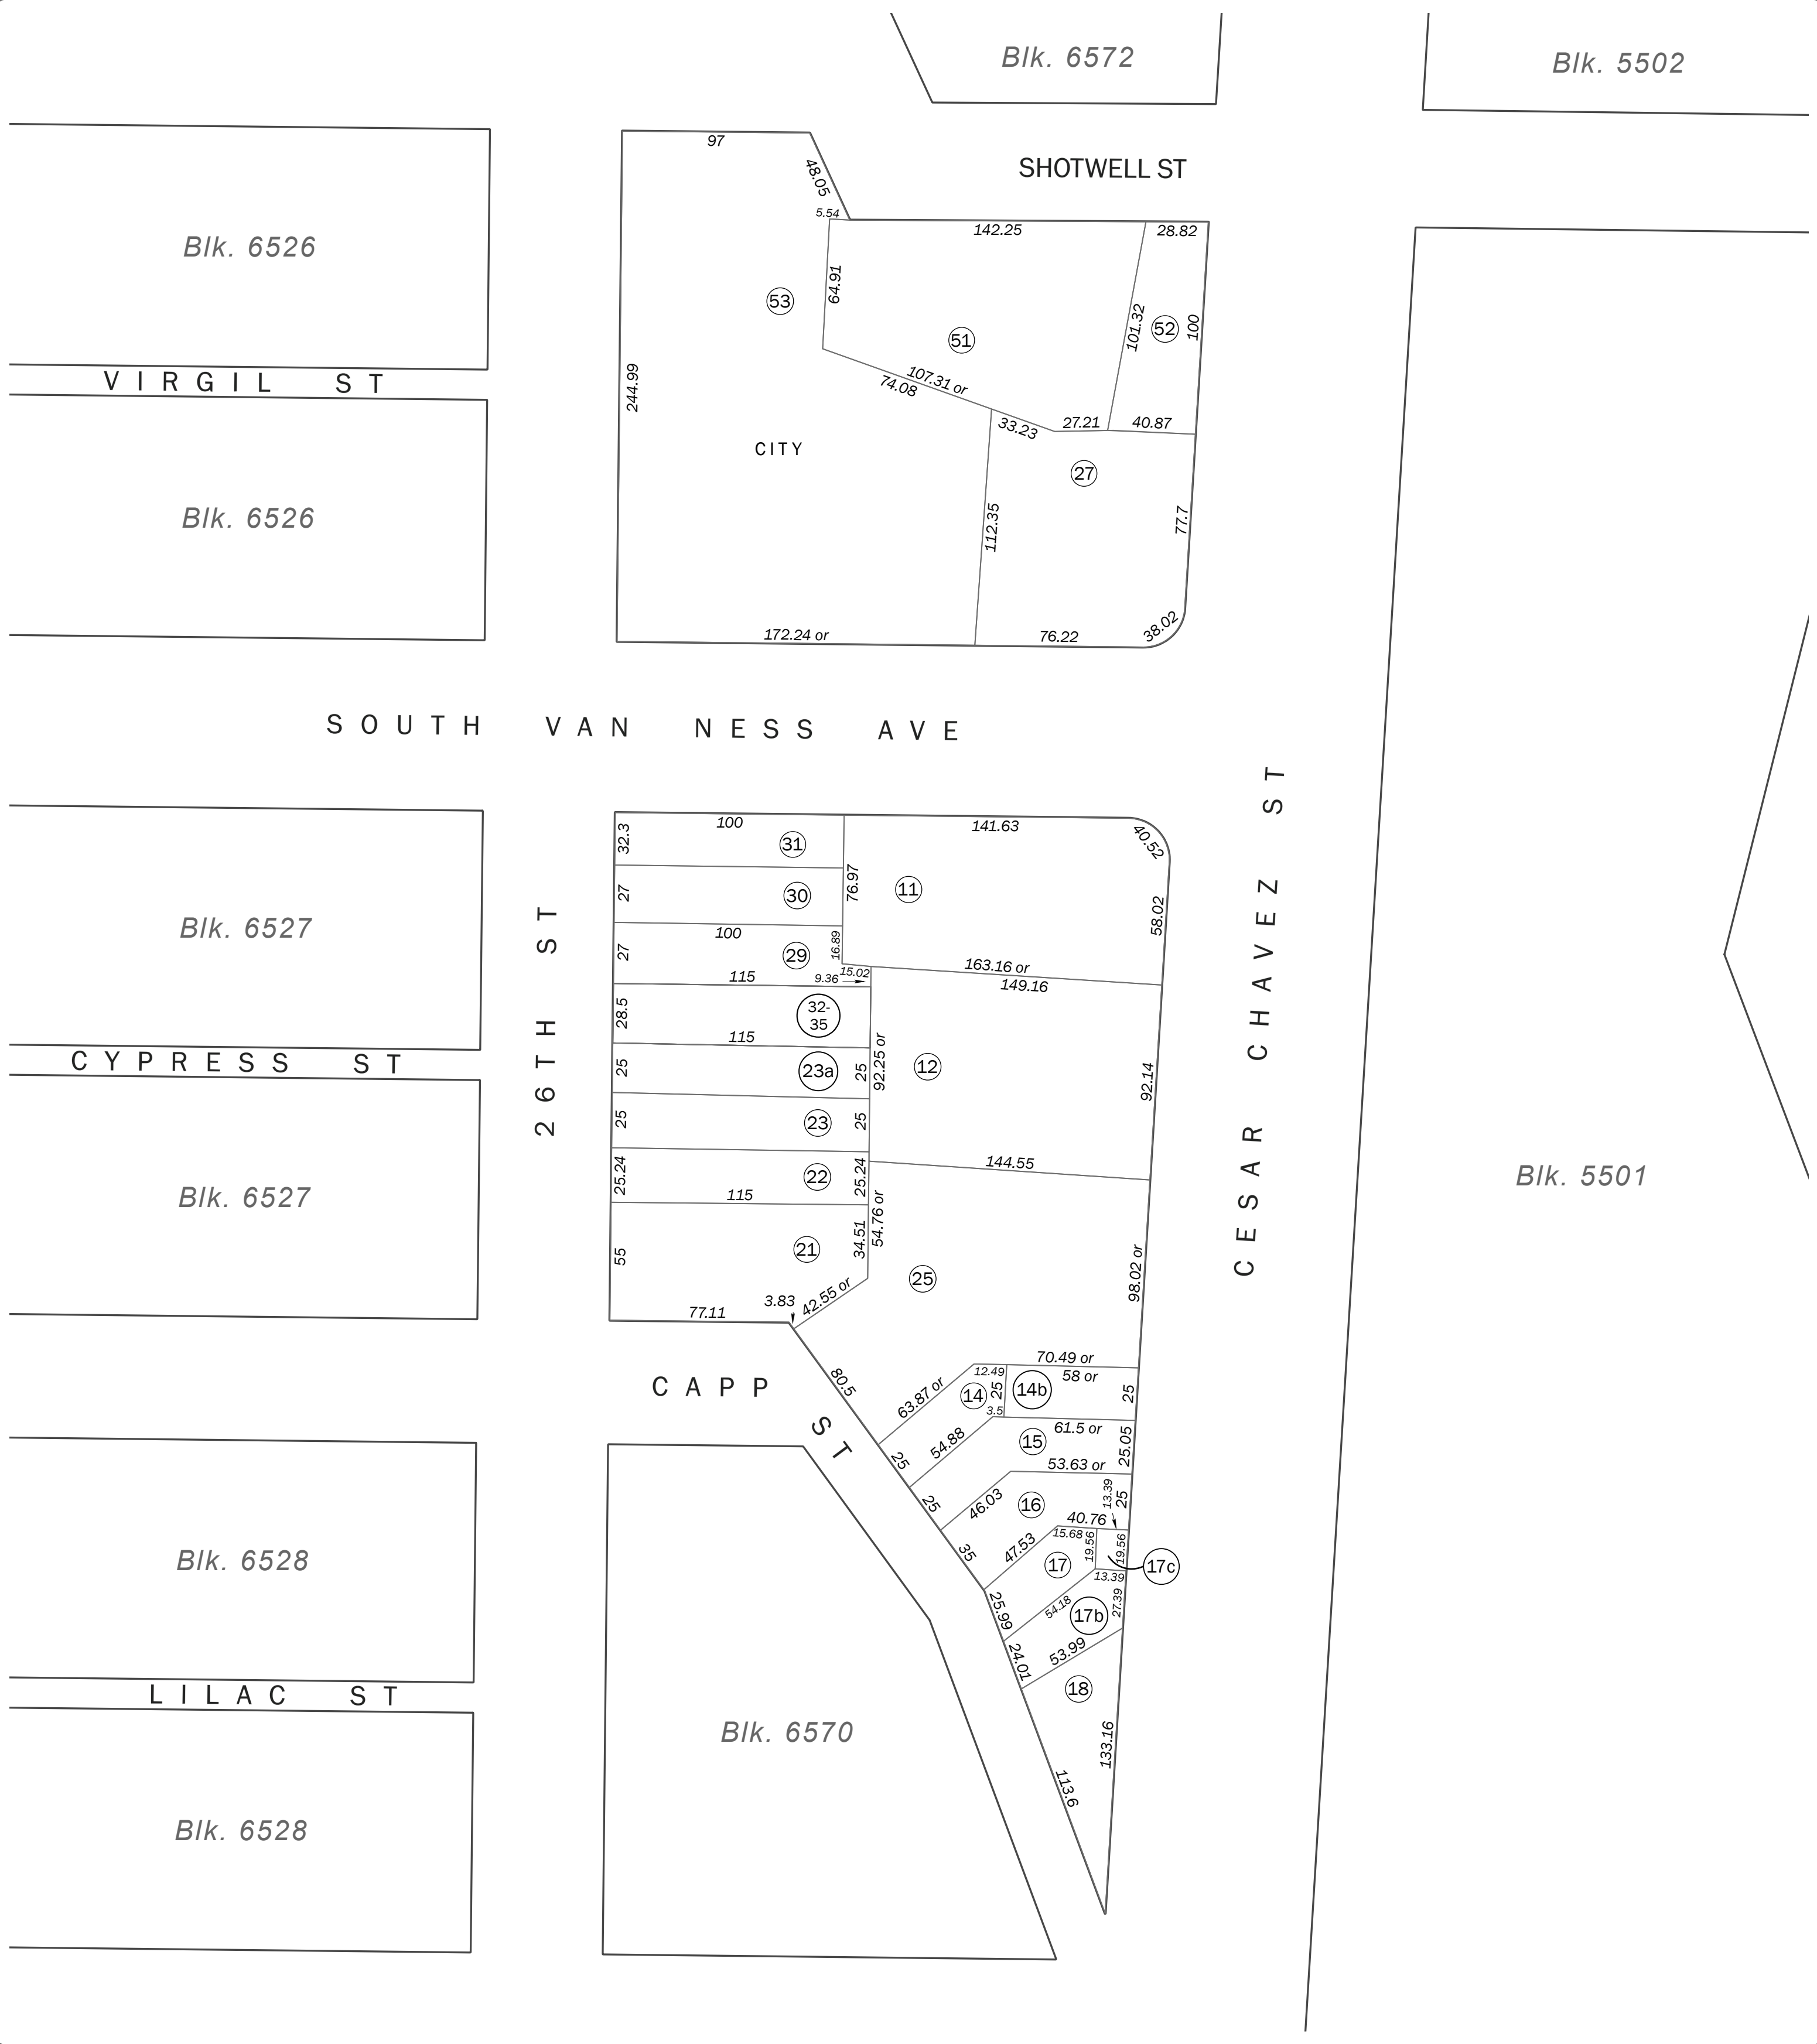 Blk. 6572
Blk. 5502
97
SHOTWELL ST
48.05
5.54
142.25
28.82
Blk. 6526
64.91
53
51
101.32
52
100
VIRGIL ST
107.31 or
74.08
244.99
33.23
27.21
40.87
CITY
27
Blk. 6526
112.35
77.7
172.24 or
76.22
38.02
SOUTH VAN NESS AVE
CESAR CHAVEZ ST
26TH ST
100
141.63
40.52
32.3
31
76.97
11
27
30
58.02
Blk. 6527
100
16.89
27
29
163.16 or
15.02
115
9.36
149.16
28.5
32-
35
115
92.25 or
CYPRESS ST
25
23a
25
12
92.14
25
23
25
25.24
22
25.24
144.55
Blk. 5501
Blk. 6527
115
54.76 or
55
21
34.51
25
98.02 or
77.11
3.83
42.55 or
CAPP ST
80.5
70.49 or
12.49
58 or
63.87 or
14
25
14b
25
3.5
61.5 or
25
54.88
15
25.05
53.63 or
25
46.03
16
13.39
25
40.76
35
47.53
15.68
19.56
19.56
17
17c
13.39
25.99
54.18
17b
27.39
24.01
53.99
18
Blk. 6528
LILAC ST
Blk. 6570
133.16
113.6
Blk. 6528